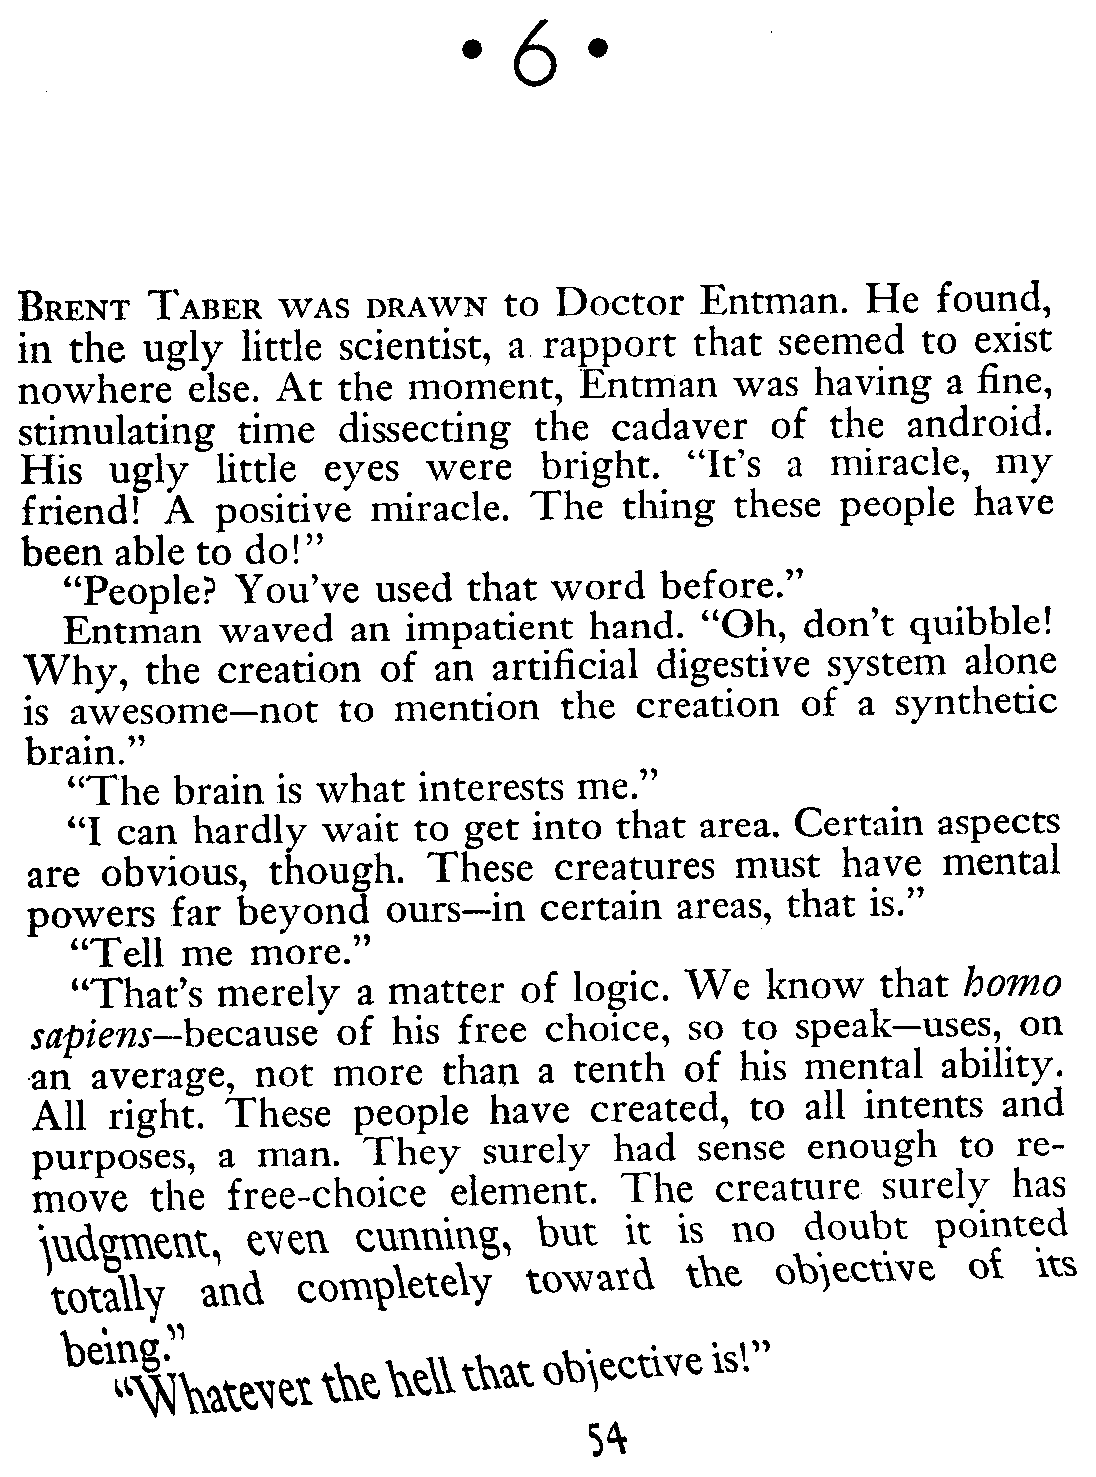 • 6 •
BRENT TABER WAS DRAWN to Doctor Entman. He found,
in the ugly little scientist, a rapport that seemed to exist
nowhere else. At the moment, Entman was having a fine,
stimulating time dissecting the cadaver of the android.
His ugly little eyes were bright. “It’s a miracle, my
friend! A positive miracle. The thing these people have
been able to do!”
“People? You’ve used that word before.”
Entman waved an impatient hand. “Oh, don’t quibble!
Why, the creation of an artificial digestive system alone
is awesome—not to mention the creation of a synthetic
brain.”
“The brain is what interests me.”
“I can hardly wait to get into that area. Certain aspects
are obvious, though. These creatures must have mental
powers far beyond ours—in certain areas, that is.”
“Tell me more.”
“That’s merely a matter of logic. We know that homo
sapiens—because of his free choice, so to speak—uses, on
an average, not more than a tenth of his mental ability.
All right. These people have created, to all intents and
purposes, a man. They surely had sense enough to re-
move the free-choice element. The creature surely has
judgment, even cunning, but it is no doubt pointed
totally and completely toward the objective of its
being.”
“Whatever the hell that objective is!”
54